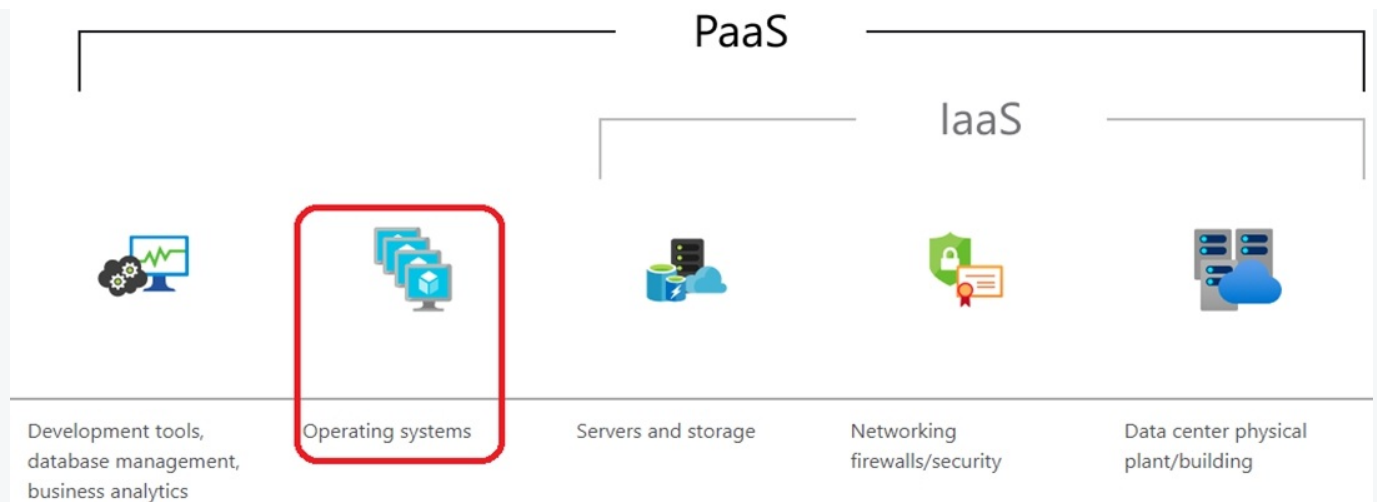 PaaS
IaaS
Development tools,
database management,
business analytics
Operating systems
Servers and storage
Networking
firewalls/security
Data center physical
plant/building